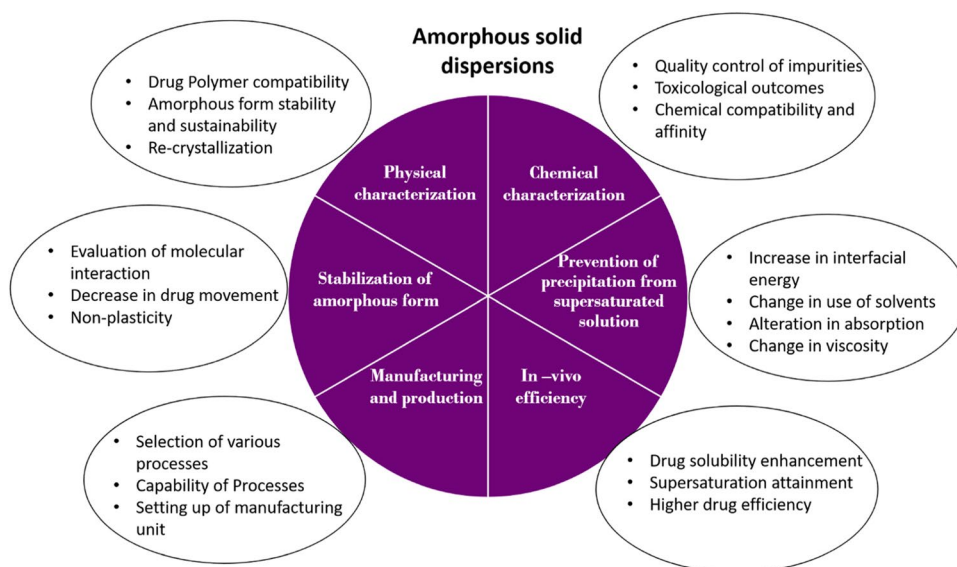 Amorphous solid
dispersions
• Drug Polymer compatibility
• Amorphous form stability
and sustainability
• Re-crystallization
• Quality control of impurities
• Toxicological outcomes
• Chemical compatibility and
affinity
Physical
characterization
Chemical
characterization
• Evaluation of molecular
interaction
• Decrease in drug movement
• Non-plasticity
Stabilization of
amorphous form
Prevention of
precipitation from
supersaturated
solution
• Increase in interfacial
energy
• Change in use of solvents
• Alteration in absorption
• Change in viscosity
Manufacturing
and production
In –vivo
efficiency
• Selection of various
processes
• Capability of Processes
• Setting up of manufacturing
unit
• Drug solubility enhancement
• Supersaturation attainment
• Higher drug efficiency